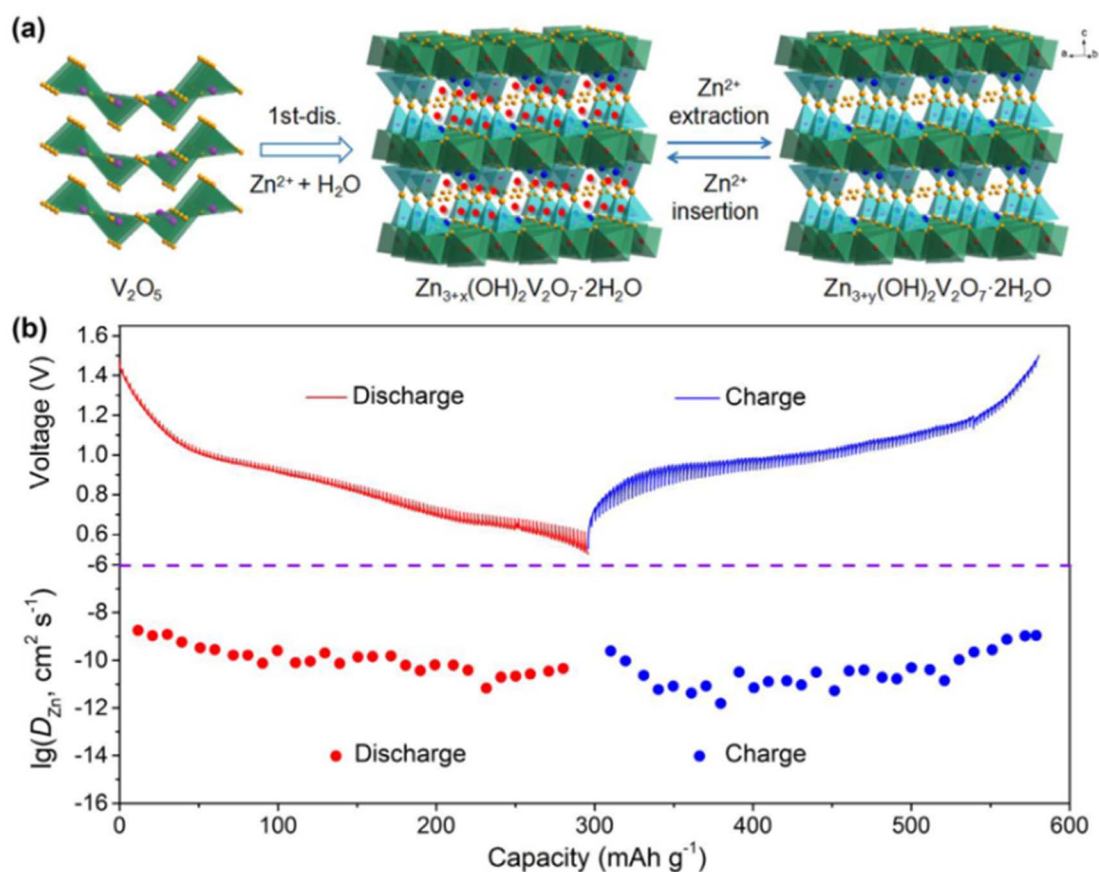 (a)
1st-dis.
Zn²⁺ + H₂O
Zn²⁺
extraction
Zn²⁺
insertion
c
a
b
V₂O₅
Zn₃₊ₓ(OH)₂V₂O₇·2H₂O
Zn₃₊y(OH)₂V₂O₇·2H₂O
(b)
Voltage (V)
1.6
1.4
1.2
1.0
0.8
0.6
Discharge
Charge
lg(D_Zn, cm² s⁻¹)
-6
-8
-10
-12
-14
-16
Discharge
Charge
0 100 200 300 400 500 600
Capacity (mAh g⁻¹)